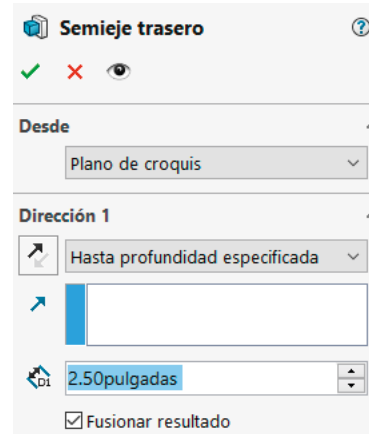 Semieje trasero
Desde
Plano de croquis
Dirección 1
Hasta profundidad especificada
D1 2.50pulgadas
Fusionar resultado